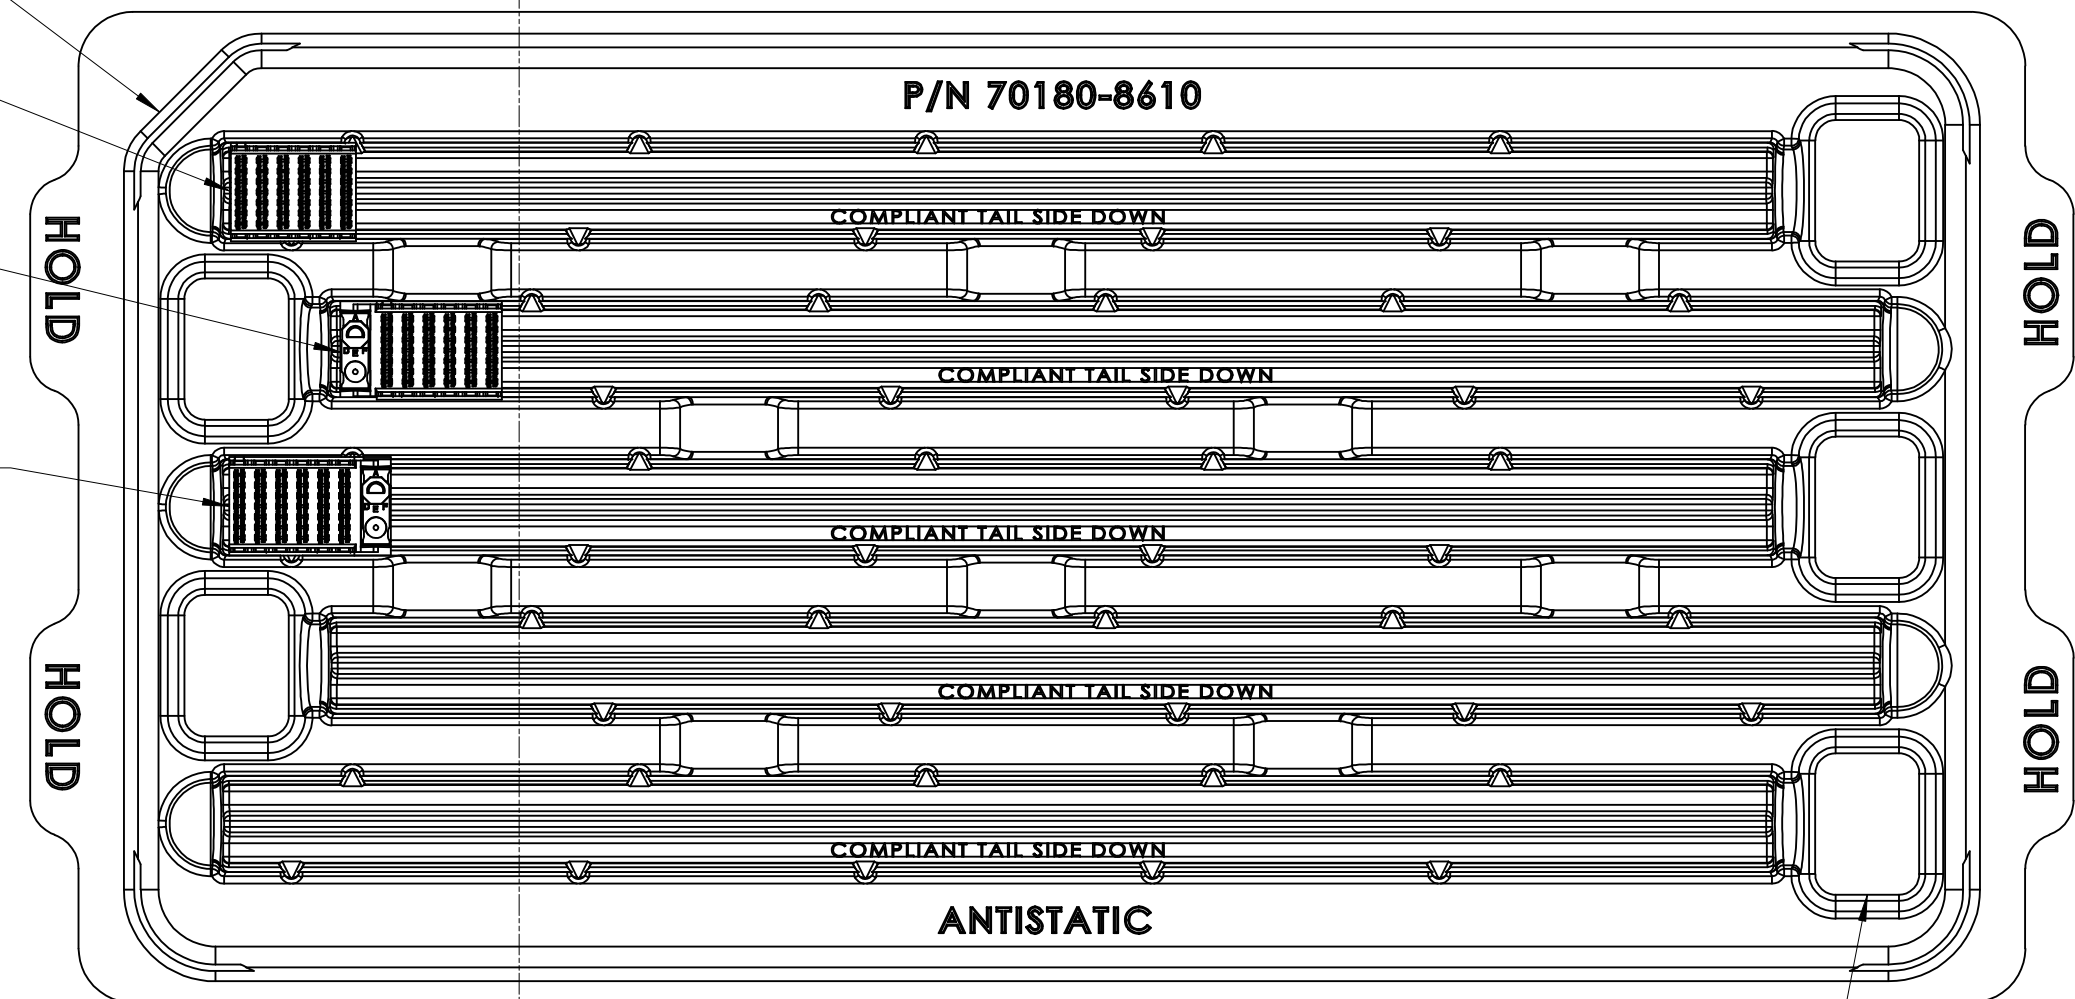 P/N 70180-8610
COMPLIANT TAIL SIDE DOWN
HOLD
HOLD
A
D
D E F
COMPLIANT TAIL SIDE DOWN
A
D
D E F
COMPLIANT TAIL SIDE DOWN
HOLD
HOLD
COMPLIANT TAIL SIDE DOWN
COMPLIANT TAIL SIDE DOWN
ANTISTATIC